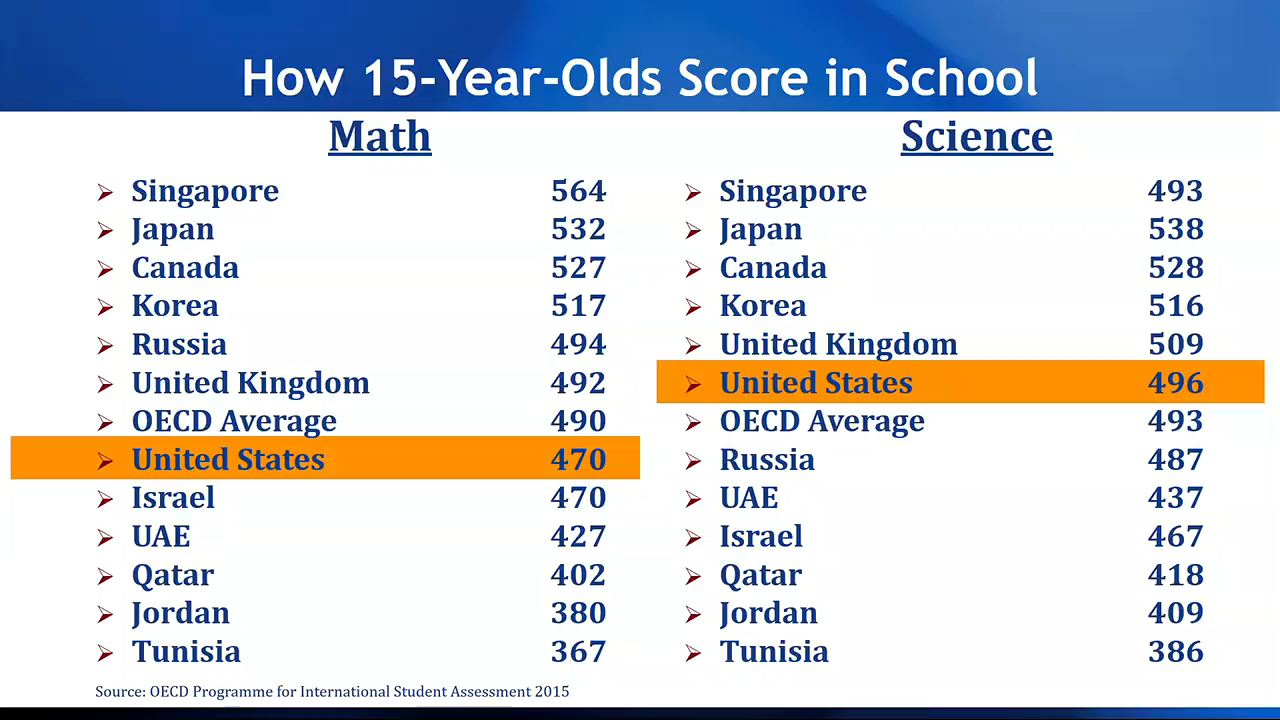 How 15-Year-Olds Score in School
Math
Singapore 564
Japan 532
Canada 527
Korea 517
Russia 494
United Kingdom 492
OECD Average 490
United States 470
Israel 470
UAE 427
Qatar 402
Jordan 380
Tunisia 367
Science
Singapore 493
Japan 538
Canada 528
Korea 516
United Kingdom 509
United States 496
OECD Average 493
Russia 487
UAE 437
Israel 467
Qatar 418
Jordan 409
Tunisia 386
Source: OECD Programme for International Student Assessment 2015